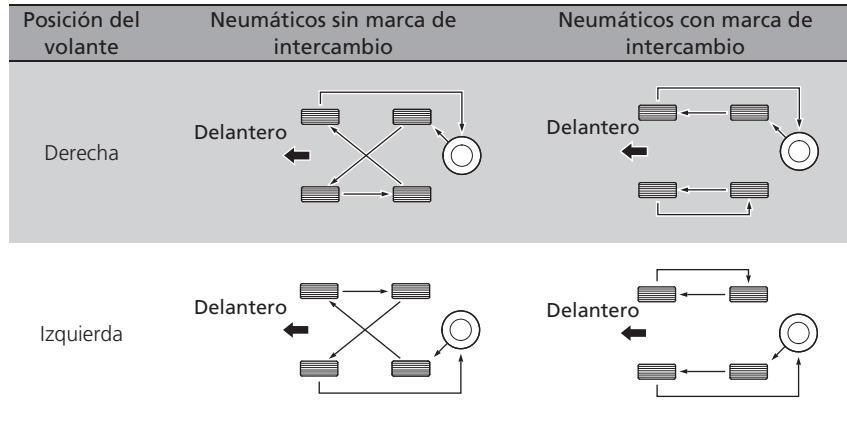 Posición del
volante
Neumáticos sin marca de
intercambio
Neumáticos con marca de
intercambio
Derecha
Delantero
Delantero
Izquierda
Delantero
Delantero